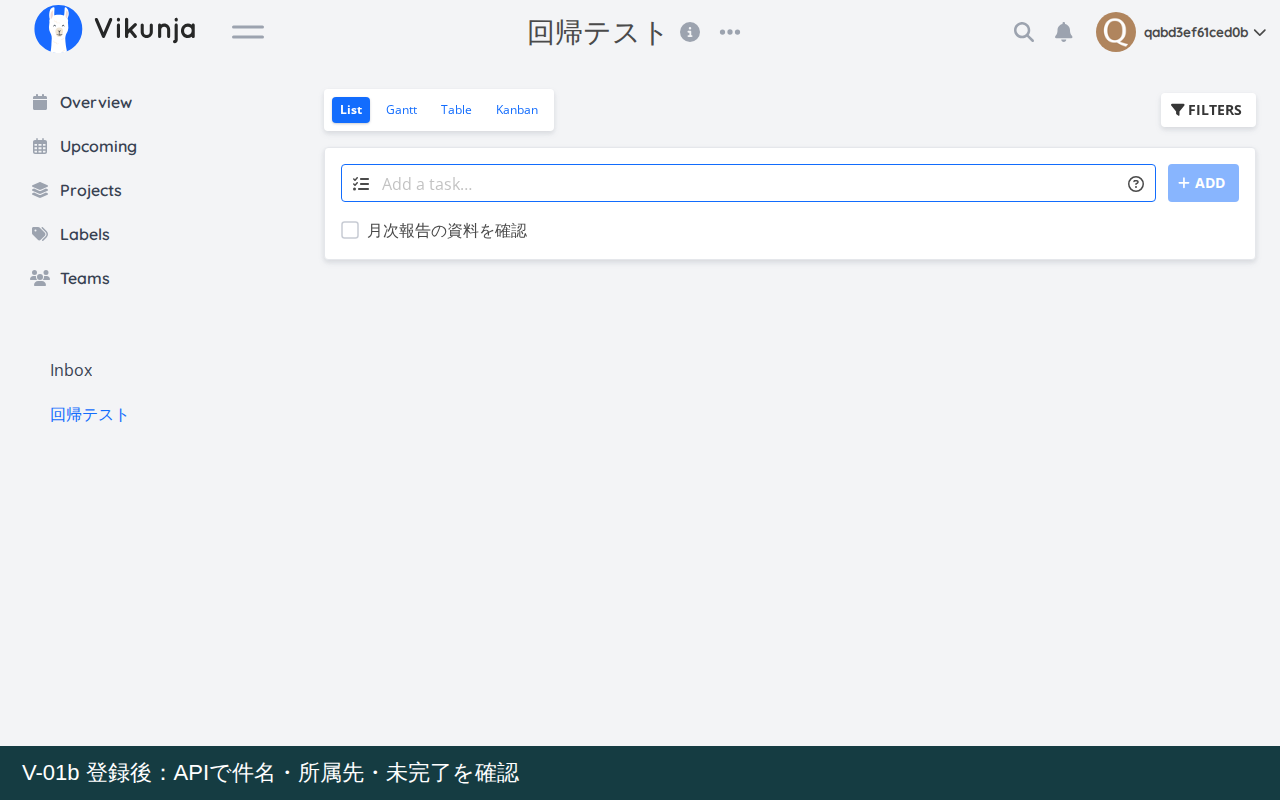 Vikunja
回帰テスト
Q
qabd3ef61ced0b
Overview
Upcoming
Projects
Labels
Teams
Inbox
回帰テスト
List
Gantt
Table
Kanban
FILTERS
Add a task...
ADD
月次報告の資料を確認
V-01b 登録後：APIで件名・所属先・未完了を確認